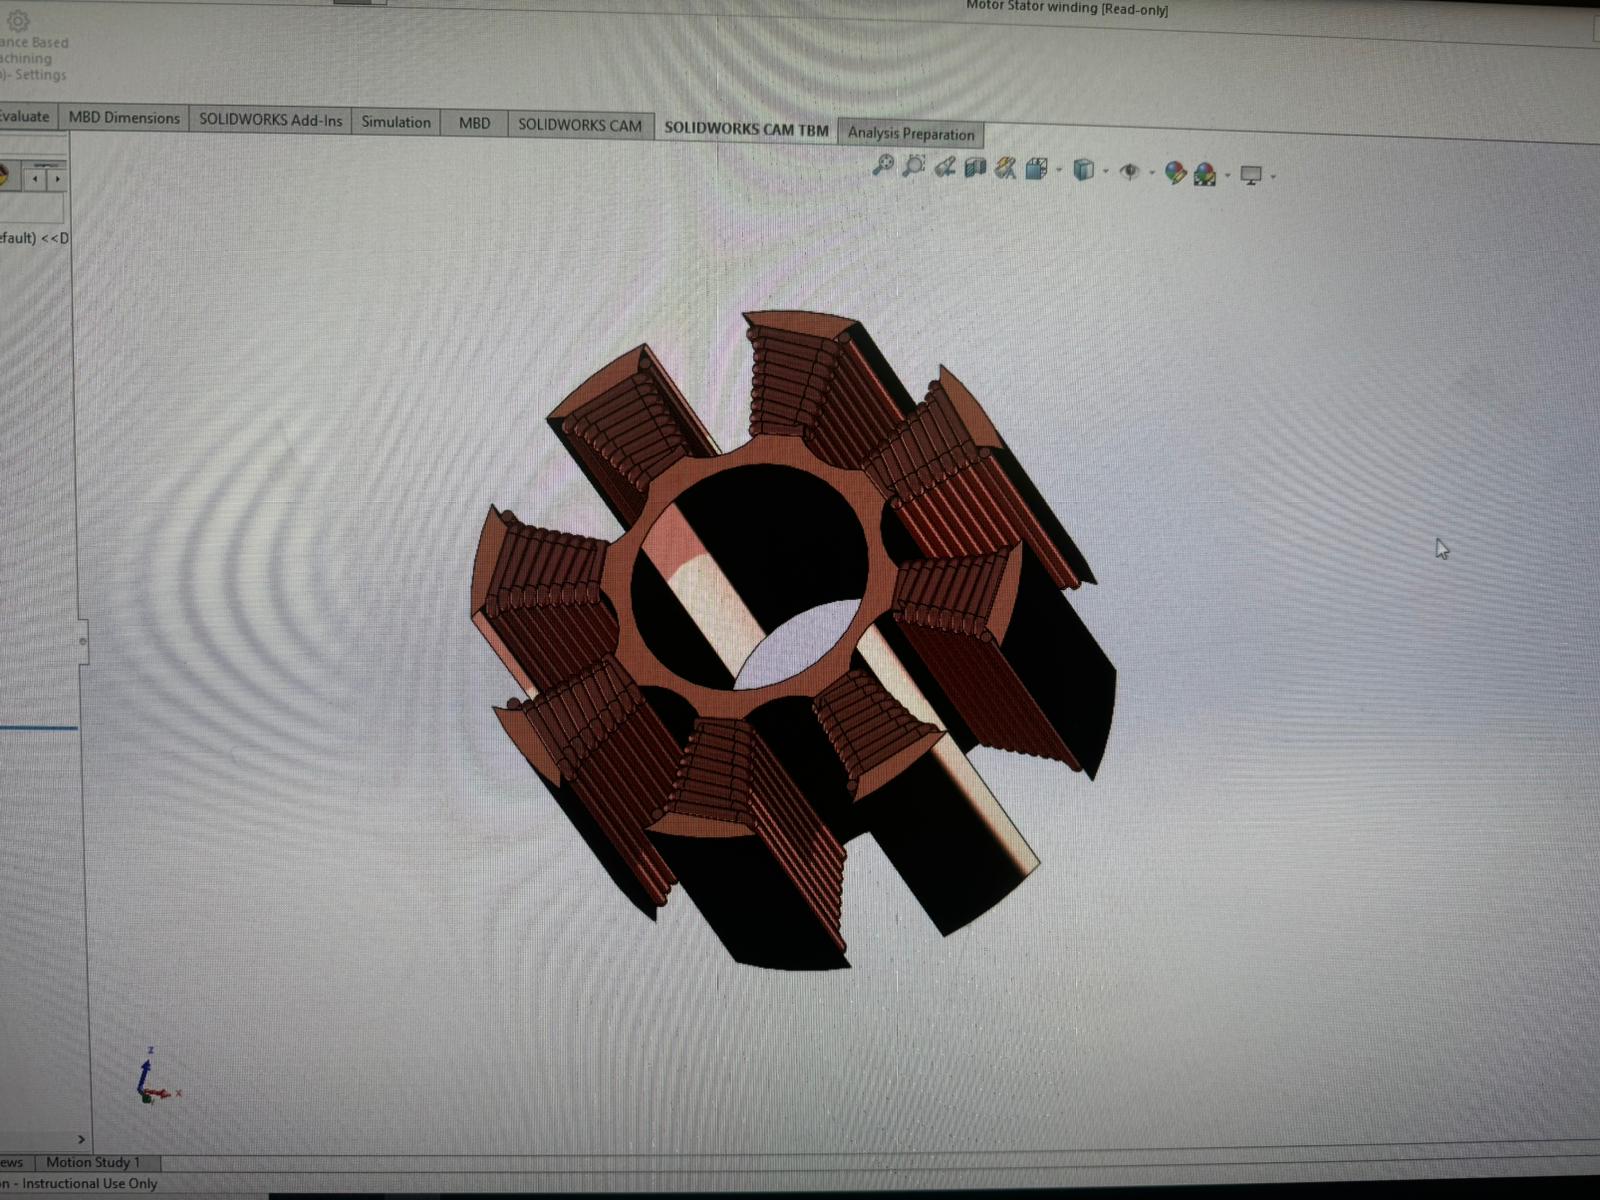 Motor Stator winding [Read-only]
ance Based
achining
)- Settings
Evaluate
MBD Dimensions
SOLIDWORKS Add-Ins
Simulation
MBD
SOLIDWORKS CAM
SOLIDWORKS CAM TBM
Analysis Preparation
efault) <<D
z
x
ews
Motion Study 1
n - Instructional Use Only